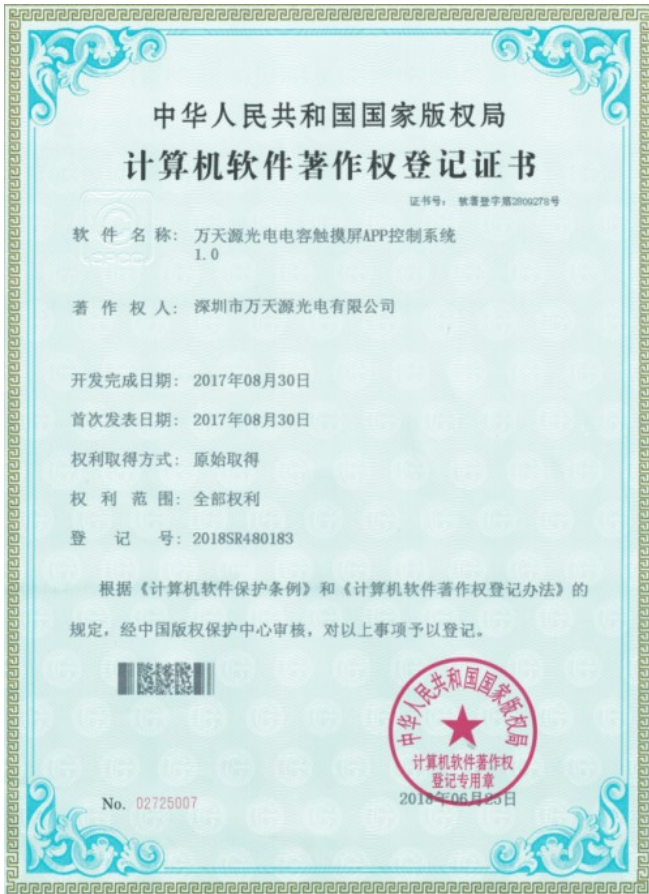 中华人民共和国国家版权局
计算机软件著作权登记证书
证书号： 软著登字第2809278号
软件名称： 万天源光电电容触摸屏APP控制系统
1.0
著作权人： 深圳市万天源光电有限公司
开发完成日期： 2017年08月30日
首次发表日期： 2017年08月30日
权利取得方式： 原始取得
权利范围： 全部权利
登记号： 2018SR480183
根据《计算机软件保护条例》和《计算机软件著作权登记办法》的
规定，经中国版权保护中心审核，对以上事项予以登记。
中华人民共和国国家版权局
计算机软件著作权
登记专用章
No. 02725007
2018年06月25日